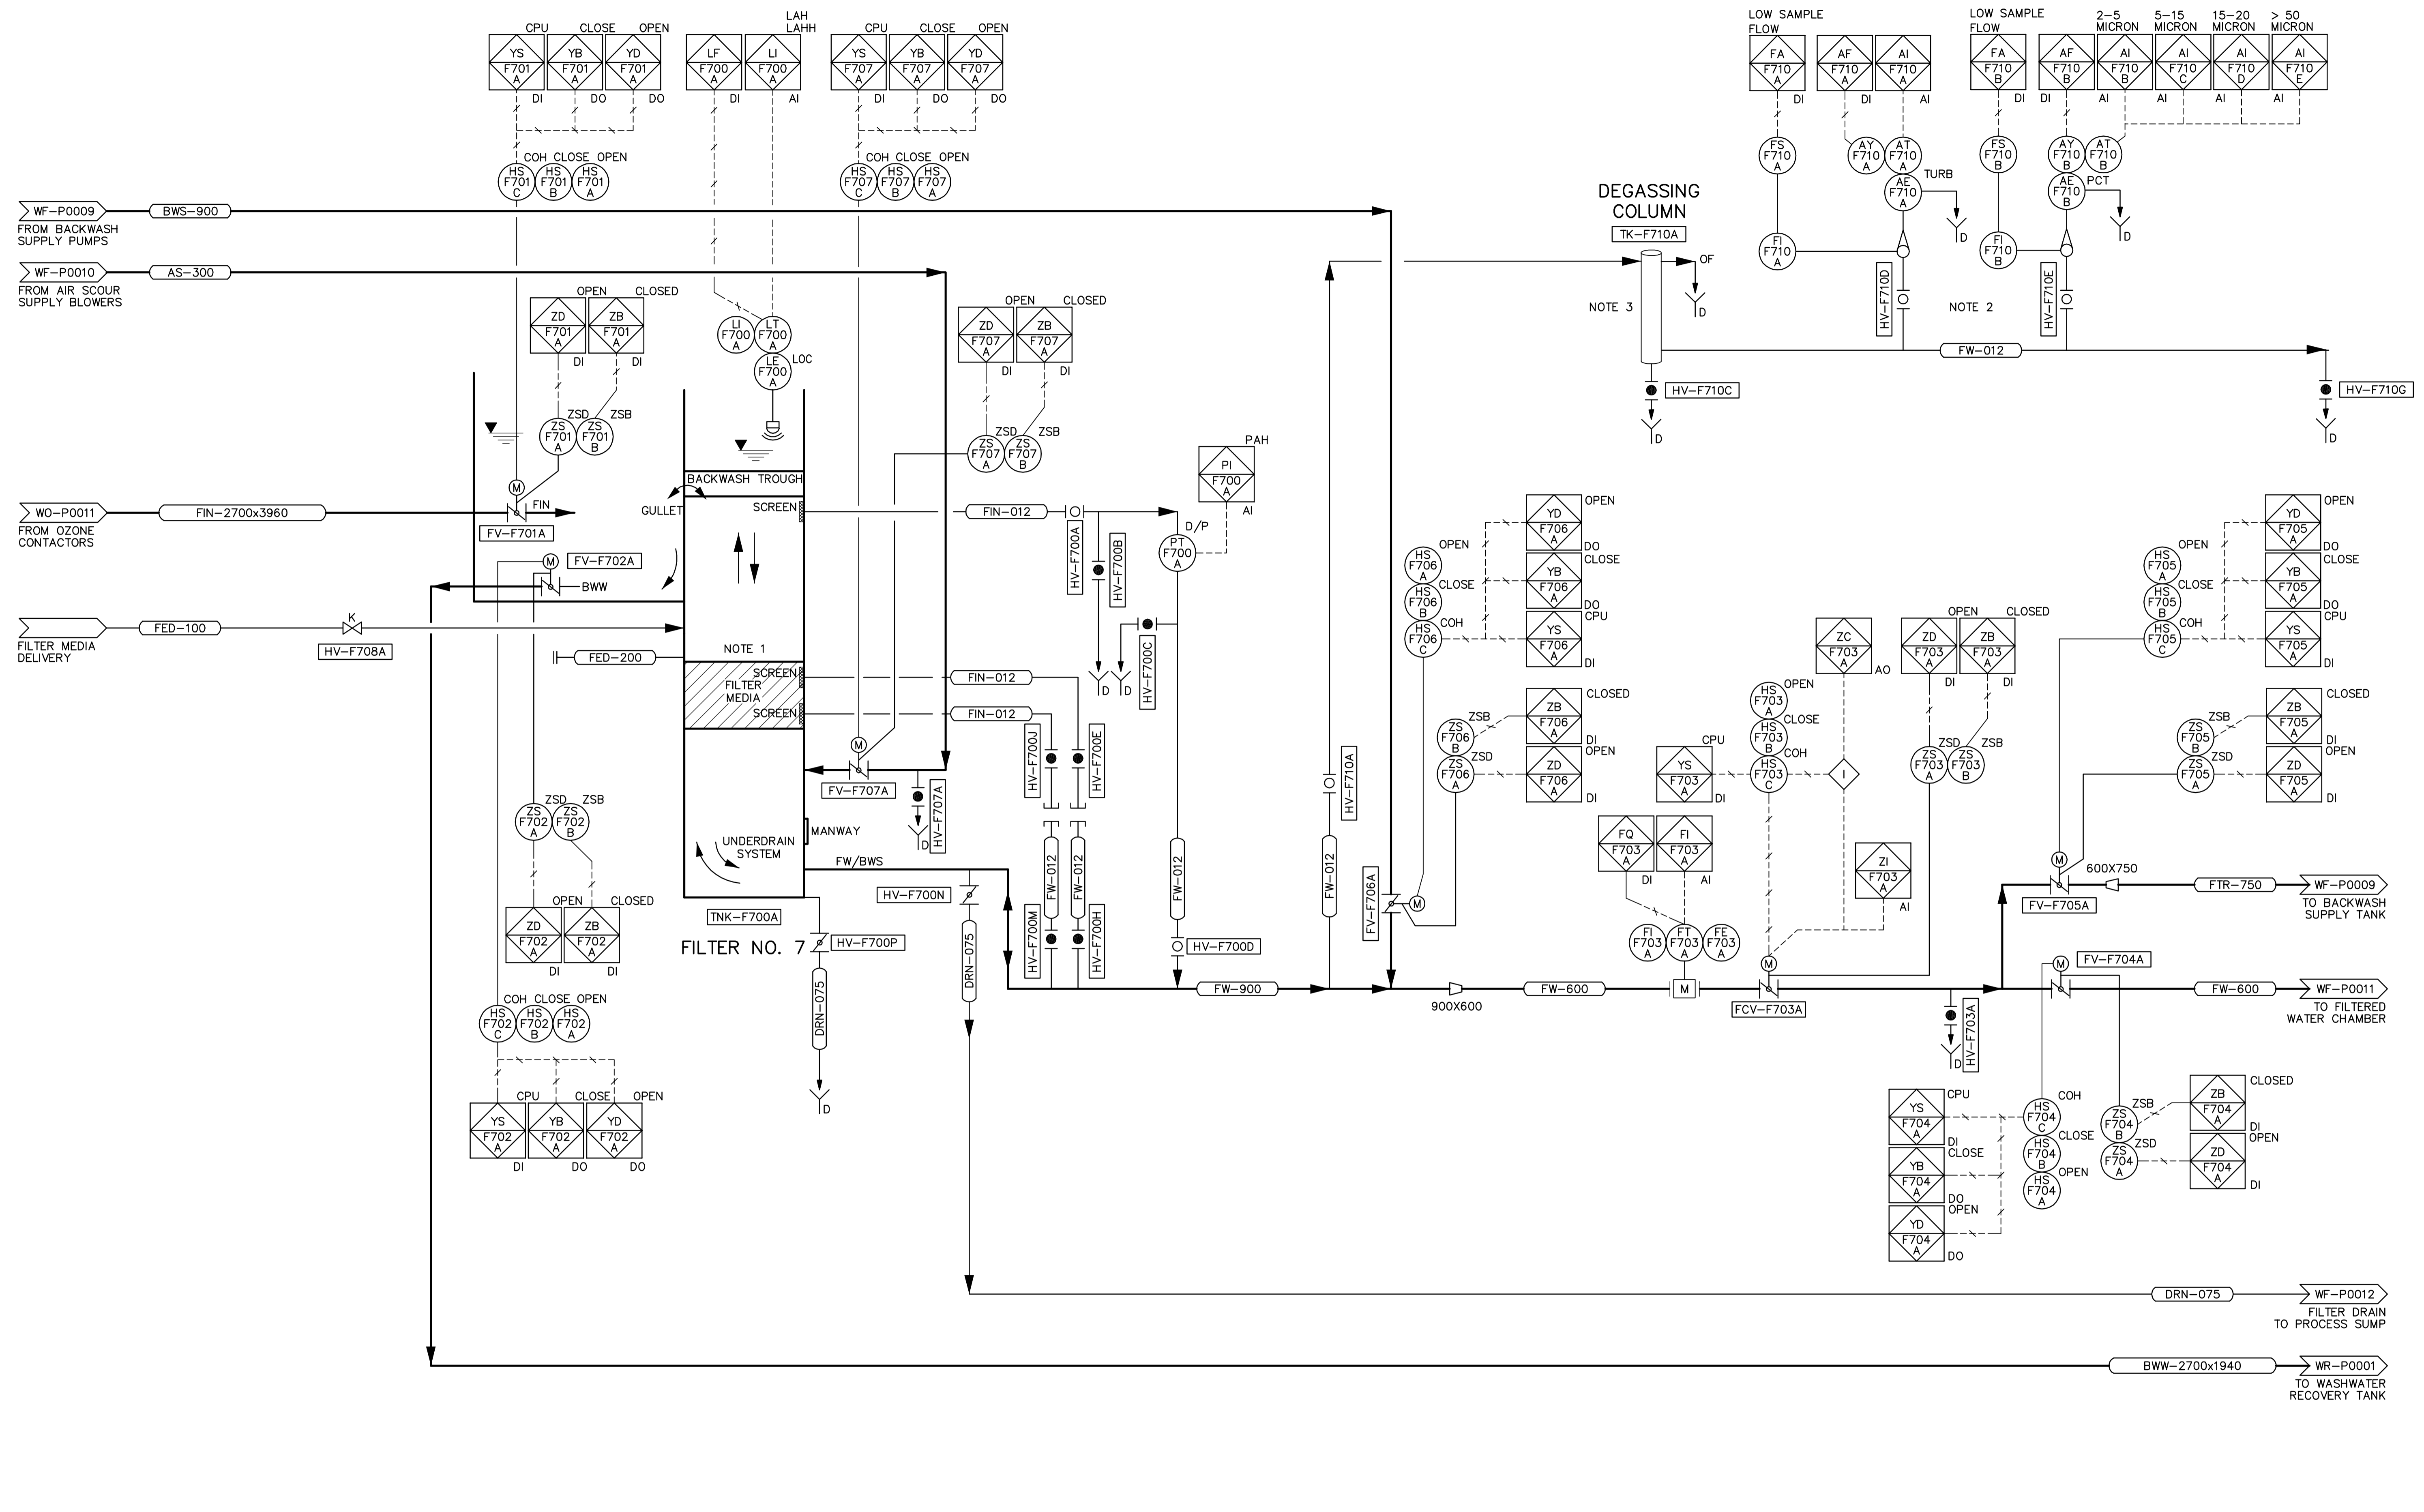 CPU
CLOSE
OPEN
YS
F701
A
YB
F701
A
YD
F701
A
DI
DO
DO
COH CLOSE OPEN
HS
F701
C
HS
F701
B
HS
F701
A
LAH
LAHH
LF
F700
A
LI
F700
A
DI
AI
CPU
CLOSE
OPEN
YS
F707
A
YB
F707
A
YD
F707
A
DI
DO
DO
COH CLOSE OPEN
HS
F707
C
HS
F707
B
HS
F707
A
LOW SAMPLE
FLOW
FA
F710
A
AF
F710
A
AI
F710
A
DI
DI
AI
FS
F710
A
AY
F710
A
AT
F710
A
AE
F710
A
TURB
D
FI
F710
A
HV-F710D
LOW SAMPLE
FLOW
2-5
MICRON
5-15
MICRON
15-20
MICRON
> 50
MICRON
FA
F710
B
AF
F710
B
AI
F710
B
AI
F710
C
AI
F710
D
AI
F710
E
DI
DI
AI
AI
AI
AI
FS
F710
B
AY
F710
B
AT
F710
B
AE
F710
B
PCT
D
FI
F710
B
HV-F710E
NOTE 2
WF-P0009
BWS-900
FROM BACKWASH
SUPPLY PUMPS
WF-P0010
AS-300
FROM AIR SCOUR
SUPPLY BLOWERS
DEGASSING
COLUMN
TK-F710A
OF
D
NOTE 3
HV-F710C
D
FW-012
HV-F710G
D
OPEN
CLOSED
ZD
F701
A
ZB
F701
A
DI
DI
ZSD
ZSB
ZS
F701
A
ZS
F701
B
LI
F700
A
LT
F700
A
LE
F700
A
LOC
OPEN
CLOSED
ZD
F707
A
ZB
F707
A
DI
DI
ZSD
ZSB
ZS
F707
A
ZS
F707
B
PAH
PI
F700
A
AI
D/P
PT
F700
A
WO-P0011
FIN-2700x3960
FROM OZONE
CONTACTORS
M
FIN
FV-F701A
M
FV-F702A
BWW
BACKWASH TROUGH
GULLET
SCREEN
FIN-012
HV-F700A
HV-F700B
D
D
HV-F700C
FED-100
K
HV-F708A
FILTER MEDIA
DELIVERY
FED-200
NOTE 1
SCREEN
FILTER
MEDIA
SCREEN
FIN-012
FIN-012
HV-F700J
HV-F700E
M
FV-F707A
HV-F707A
D
MANWAY
UNDERDRAIN
SYSTEM
FW/BWS
TNK-F700A
FILTER NO. 7
HV-F700P
DRN-075
D
HV-F700N
DRN-075
FW-012
FW-012
HV-F700M
HV-F700H
FW-012
HV-F700D
FW-900
HV-F710A
FW-012
FV-F706A
M
ZSD
ZSB
ZS
F702
A
ZS
F702
B
OPEN
CLOSED
ZD
F702
A
ZB
F702
A
DI
DI
COH CLOSE OPEN
HS
F702
C
HS
F702
B
HS
F702
A
CPU
CLOSE
OPEN
YS
F702
A
YB
F702
A
YD
F702
A
DI
DO
DO
OPEN
HS
F706
A
CLOSE
HS
F706
B
COH
HS
F706
C
YD
F706
A
OPEN
DO
YB
F706
A
CLOSE
DO
YS
F706
A
CPU
DI
ZSB
ZS
F706
B
ZSD
ZS
F706
A
ZB
F706
A
CLOSED
DI
ZD
F706
A
OPEN
DI
900X600
FW-600
CPU
YS
F703
A
DI
OPEN
HS
F703
A
CLOSE
HS
F703
B
COH
HS
F703
C
I
ZC
F703
A
AO
OPEN
CLOSED
ZD
F703
A
ZB
F703
A
DI
DI
ZSD
ZSB
ZS
F703
A
ZS
F703
B
FQ
F703
A
FI
F703
A
DI
AI
ZI
F703
A
AI
FI
F703
A
FT
F703
A
FE
F703
A
M
M
FCV-F703A
HV-F703A
D
OPEN
HS
F705
A
CLOSE
HS
F705
B
COH
HS
F705
C
YD
F705
A
OPEN
DO
YB
F705
A
CLOSE
DO
YS
F705
A
CPU
DI
ZSB
ZS
F705
B
ZSD
ZS
F705
A
ZB
F705
A
CLOSED
DI
ZD
F705
A
OPEN
DI
M
600X750
FV-F705A
FTR-750
WF-P0009
TO BACKWASH
SUPPLY TANK
M
FV-F704A
FW-600
WF-P0011
TO FILTERED
WATER CHAMBER
YS
F704
A
CPU
DI
YB
F704
A
CLOSE
DO
YD
F704
A
OPEN
DO
COH
HS
F704
C
CLOSE
HS
F704
B
OPEN
HS
F704
A
ZSB
ZS
F704
B
ZSD
ZS
F704
A
ZB
F704
A
CLOSED
DI
ZD
F704
A
OPEN
DI
DRN-075
WF-P0012
FILTER DRAIN
TO PROCESS SUMP
BWW-2700x1940
WR-P0001
TO WASHWATER
RECOVERY TANK